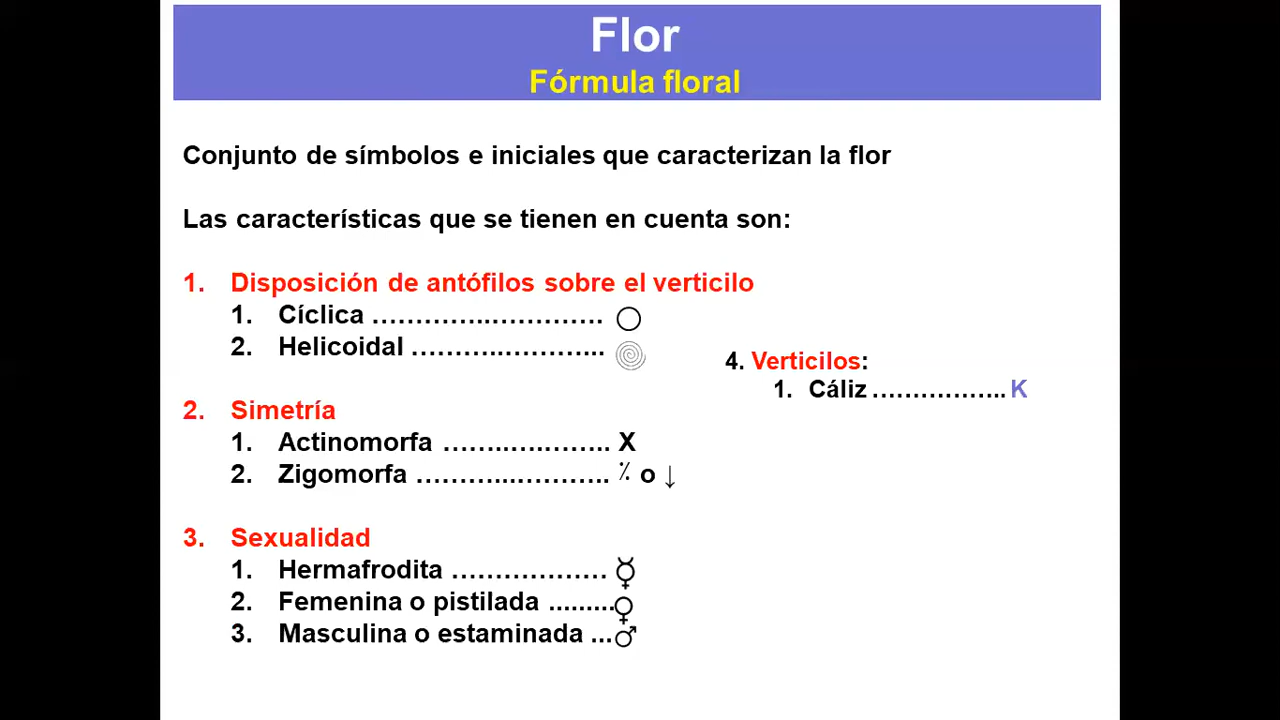 Flor
Fórmula floral
Conjunto de símbolos e iniciales que caracterizan la flor
Las características que se tienen en cuenta son:
1. Disposición de antófilos sobre el verticilo
1. Cíclica …………..…………. ○
2. Helicoidal ……….………...
2. Simetría
1. Actinomorfa ……..…..…….. X
2. Zigomorfa ………...……….. ٪ o ↓
3. Sexualidad
1. Hermafrodita ……………… ☿
2. Femenina o pistilada .........♀
3. Masculina o estaminada ...♂
4. Verticilos:
1. Cáliz …………….. K